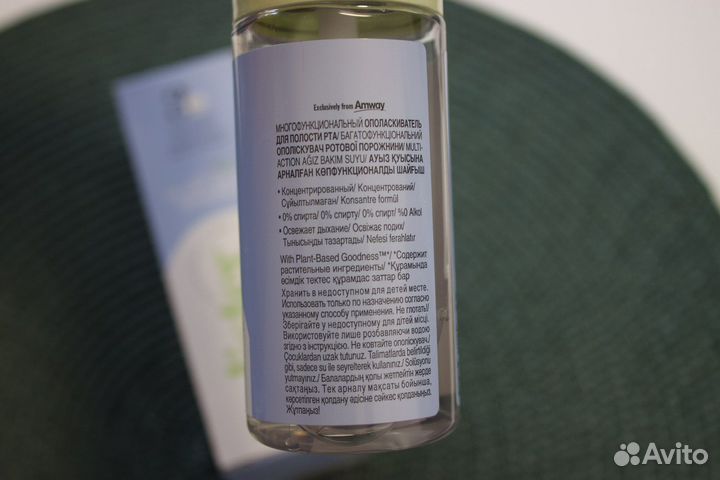 Exclusively from Amway
МНОГОФУНКЦИОНАЛЬНЫЙ ОПОЛАСКИВАТЕЛЬ
ДЛЯ ПОЛОСТИ РТА/ БАГАТОФУНКЦІОНАЛЬНИЙ
ОПОЛІСКУВАЧ РОТОВОЇ ПОРОЖНИНИ/ MULTI-
ACTION AĞIZ BAKIM SUYU/ АУЫЗ ҚУЫСЫНА
АРНАЛҒАН КӨПФУНКЦИОНАЛДЫ ШАЙҒЫШ
• Концентрированный/ Концентрований/
Сұйылтылмаған/ Konsantre formül
• 0% спирта/ 0% спирту/ 0% спирт/ %0 Alkol
• Освежает дыхание/ Освіжає подих/
Тынысыңды тазартады/ Nefesi ferahlatır
With Plant-Based Goodness™*/ *Содержит
растительные ингредиенты/ *Құрамында
өсімдік тектес құрамдас заттар бар
Хранить в недоступном для детей месте.
Использовать только по назначению согласно
указанному способу применения. Не глотать!/
Зберігайте у недоступному для дітей місці.
Використовуйте лише розбавляючи водою
згідно з інструкцією. Не ковтайте ополіскувач./
Çocuklardan uzak tutunuz. Talimatlarda belirtildiği
gibi, sadece su ile seyrelterek kullanınız./ Solüsyonu
yutmayınız./ Балалардың қолы жетпейтін жерде
сақтаңыз. Тек арналу мақсаты бойынша,
көрсетілген қолдану әдісіне сәйкес қолданыңыз.
Жұтпаңыз!
Avito